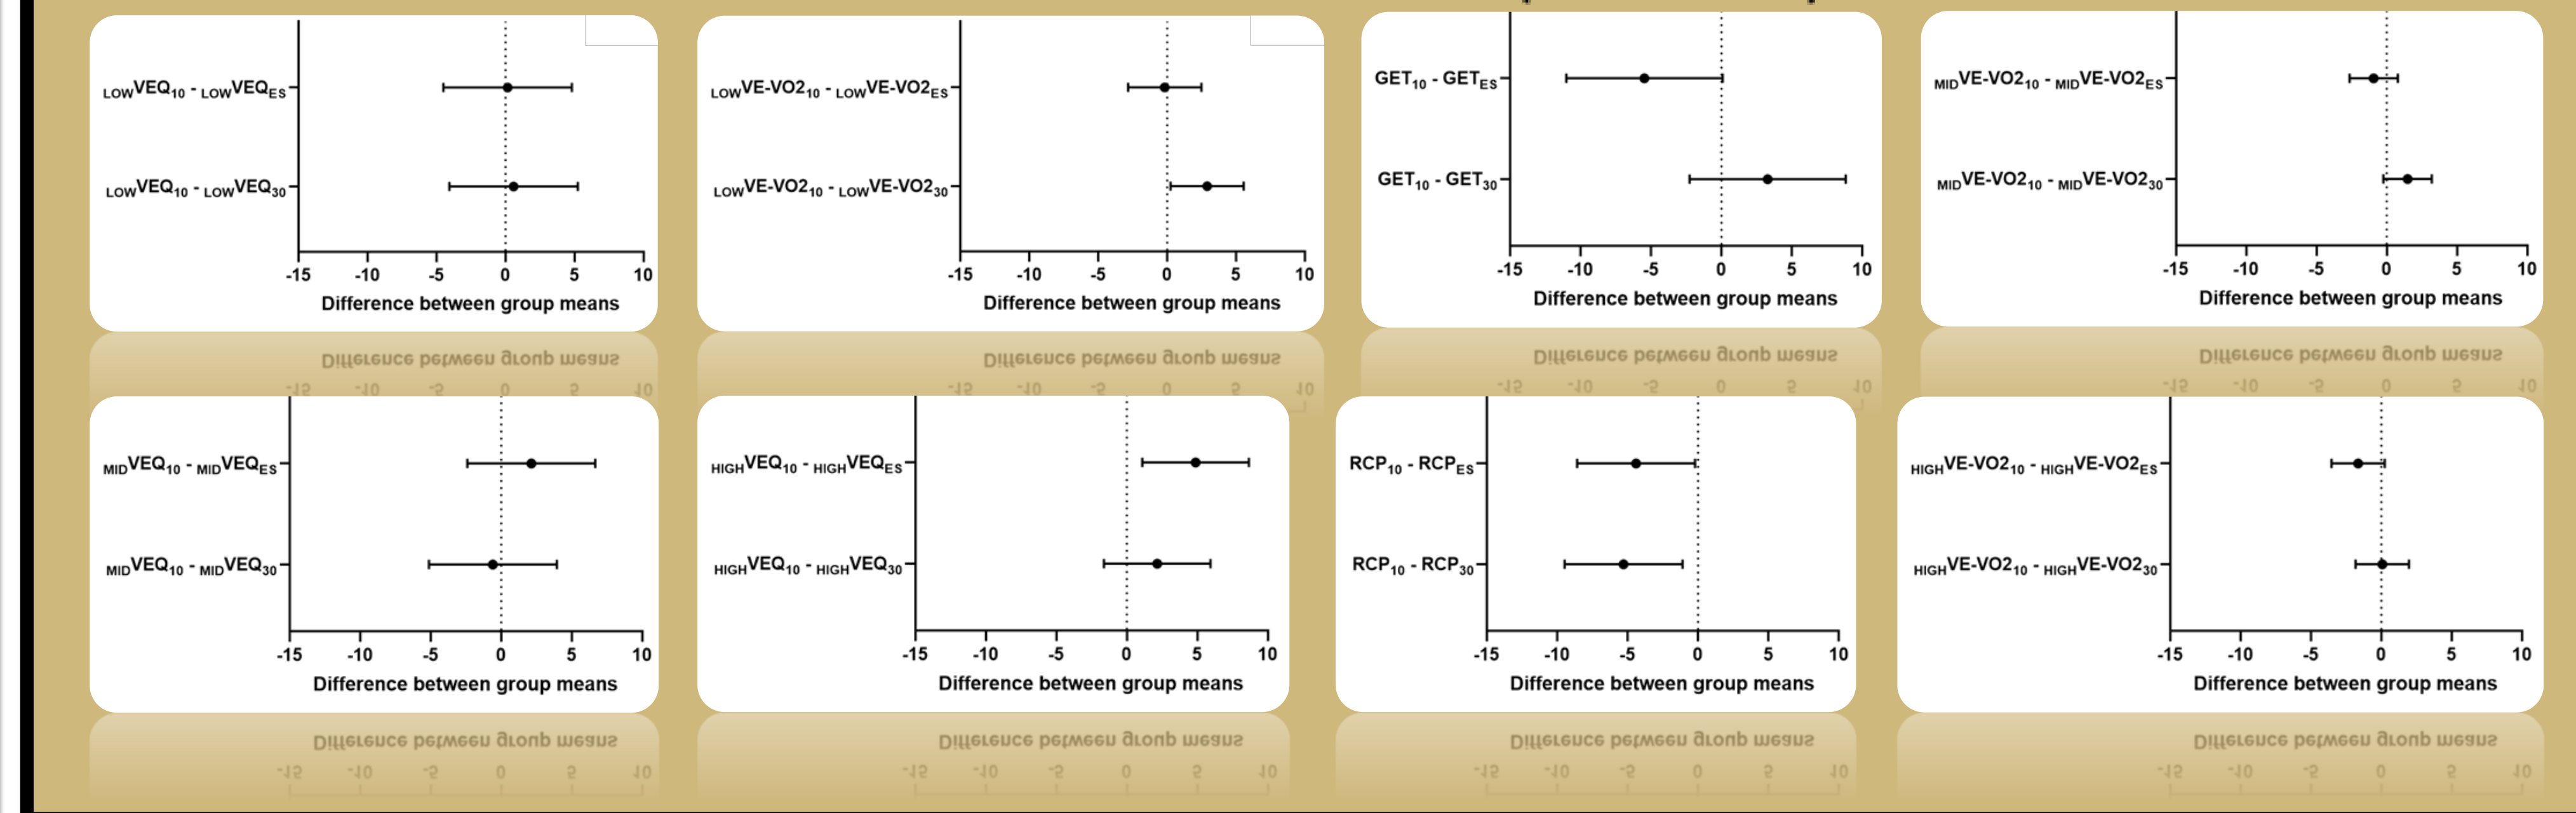 LOWVEQ10 - LOWVEQES
LOWVEQ10 - LOWVEQ30
-15 -10 -5 0 5 10
Difference between group means
LOWVE-VO210 - LOWVE-VO2ES
LOWVE-VO210 - LOWVE-VO230
-15 -10 -5 0 5 10
Difference between group means
GET10 - GETES
GET10 - GET30
-15 -10 -5 0 5 10
Difference between group means
MIDVE-VO210 - MIDVE-VO2ES
MIDVE-VO210 - MIDVE-VO230
-15 -10 -5 0 5 10
Difference between group means
MIDVEQ10 - MIDVEQES
MIDVEQ10 - MIDVEQ30
-15 -10 -5 0 5 10
Difference between group means
HIGHVEQ10 - HIGHVEQES
HIGHVEQ10 - HIGHVEQ30
-15 -10 -5 0 5 10
Difference between group means
RCP10 - RCPES
RCP10 - RCP30
-15 -10 -5 0 5 10
Difference between group means
HIGHVE-VO210 - HIGHVE-VO2ES
HIGHVE-VO210 - HIGHVE-VO230
-15 -10 -5 0 5 10
Difference between group means